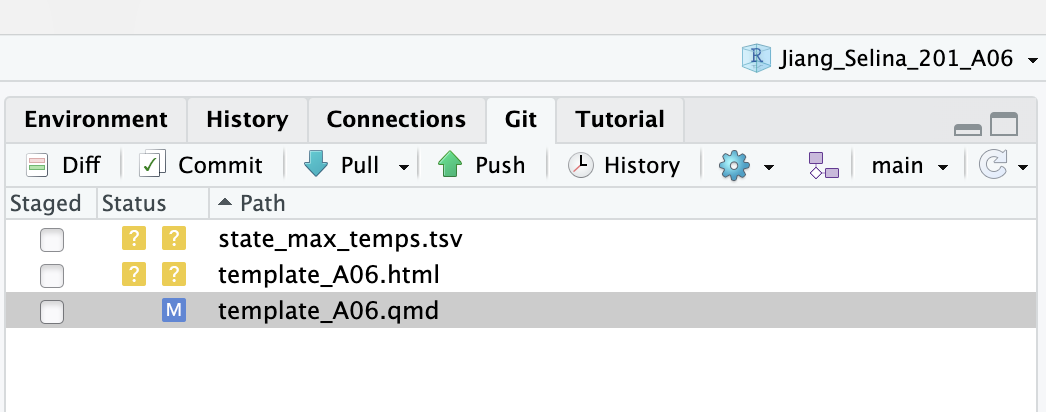 Jiang_Selina_201_A06
Environment History Connections Git Tutorial
Diff Commit Pull Push History main
Staged Status Path
? ? state_max_temps.tsv
? ? template_A06.html
M template_A06.qmd